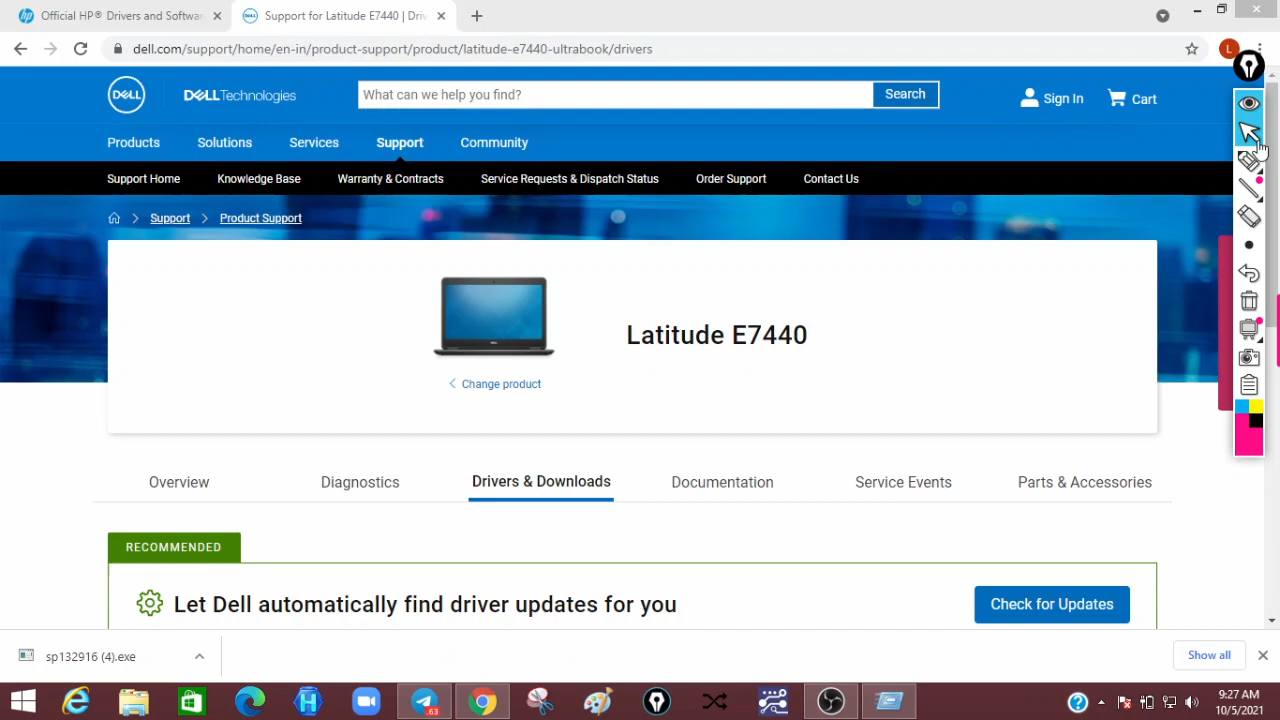 Official HP® Drivers and Softwa
Support for Latitude E7440 | Driv
dell.com/support/home/en-in/product-support/product/latitude-e7440-ultrabook/drivers
L
DELL
DELLTechnologies
What can we help you find?
Search
Sign In
Cart
Products
Solutions
Services
Support
Community
Support Home
Knowledge Base
Warranty & Contracts
Service Requests & Dispatch Status
Order Support
Contact Us
Support
Product Support
Latitude E7440
Change product
Overview
Diagnostics
Drivers & Downloads
Documentation
Service Events
Parts & Accessories
RECOMMENDED
Let Dell automatically find driver updates for you
Check for Updates
sp132916 (4).exe
Show all
63
9:27 AM
10/5/2021